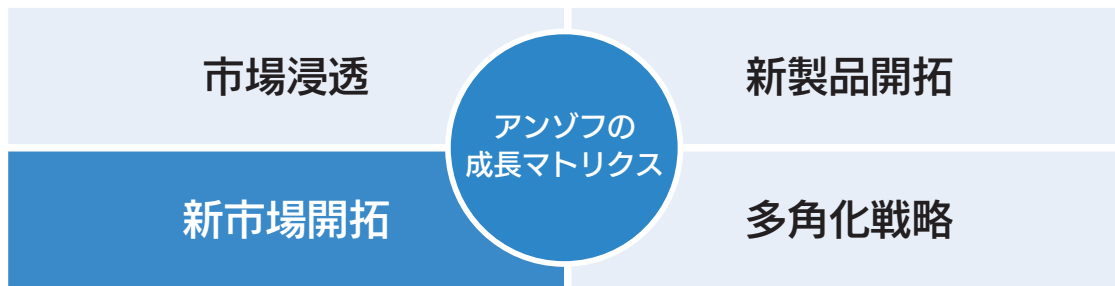 市場浸透
新製品開拓
アンゾフの
成長マトリクス
新市場開拓
多角化戦略